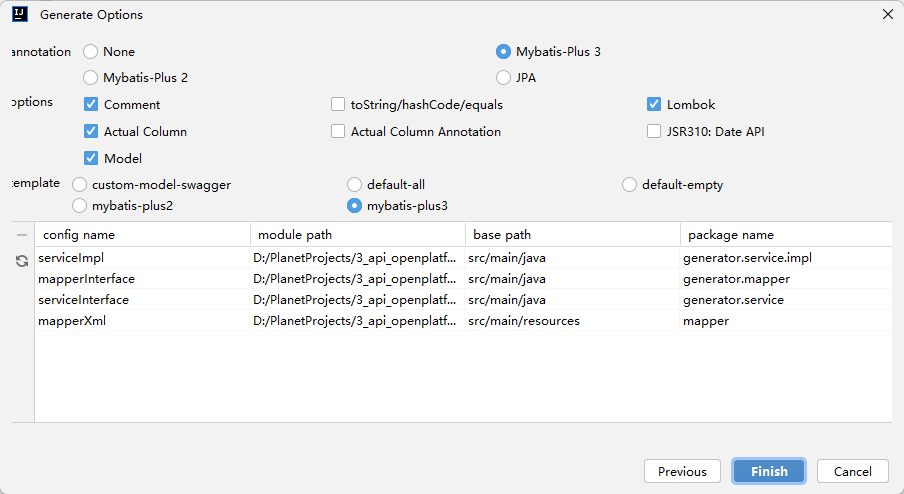 IJ Generate Options
annotation None Mybatis-Plus 3
Mybatis-Plus 2 JPA
options Comment toString/hashCode/equals Lombok
Actual Column Actual Column Annotation JSR310: Date API
Model
template custom-model-swagger default-all default-empty
mybatis-plus2 mybatis-plus3
config name module path base path package name
serviceImpl D:/PlanetProjects/3_api_openplatf... src/main/java generator.service.impl
mapperInterface D:/PlanetProjects/3_api_openplatf... src/main/java generator.mapper
serviceInterface D:/PlanetProjects/3_api_openplatf... src/main/java generator.service
mapperXml D:/PlanetProjects/3_api_openplatf... src/main/resources mapper
Previous Finish Cancel